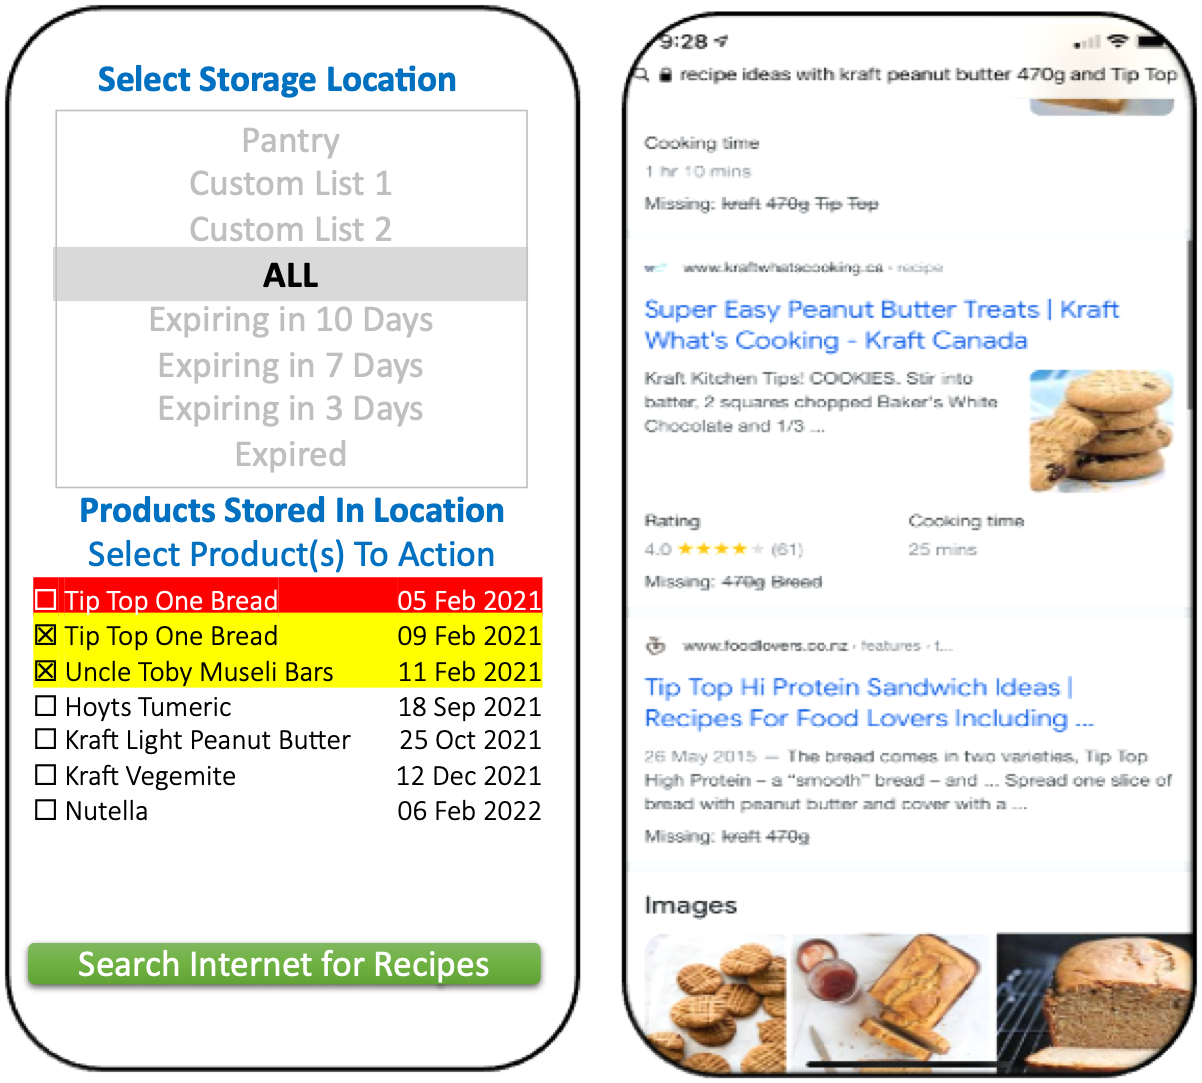 Select Storage Location
Pantry
Custom List 1
Custom List 2
ALL
Expiring in 10 Days
Expiring in 7 Days
Expiring in 3 Days
Expired
Products Stored In Location
Select Product(s) To Action
☐ Tip Top One Bread 05 Feb 2021
☒ Tip Top One Bread 09 Feb 2021
☒ Uncle Toby Museli Bars 11 Feb 2021
☐ Hoyts Tumeric 18 Sep 2021
☐ Kraft Light Peanut Butter 25 Oct 2021
☐ Kraft Vegemite 12 Dec 2021
☐ Nutella 06 Feb 2022
Search Internet for Recipes
9:28
recipe ideas with kraft peanut butter 470g and Tip Top
Cooking time
1 hr 10 mins
Missing: kraft 470g Tip Top
www.kraftwhatscooking.ca › recipe
Super Easy Peanut Butter Treats | Kraft
What's Cooking - Kraft Canada
Kraft Kitchen Tips! COOKIES. Stir into
batter, 2 squares chopped Baker's White
Chocolate and 1/3 ...
Rating Cooking time
4.0 ★★★★★ (61) 25 mins
Missing: 470g Bread
www.foodlovers.co.nz › features › t...
Tip Top Hi Protein Sandwich Ideas |
Recipes For Food Lovers Including ...
26 May 2015 — The bread comes in two varieties, Tip Top
High Protein – a “smooth” bread – and ... Spread one slice of
bread with peanut butter and cover with a ...
Missing: kraft 470g
Images